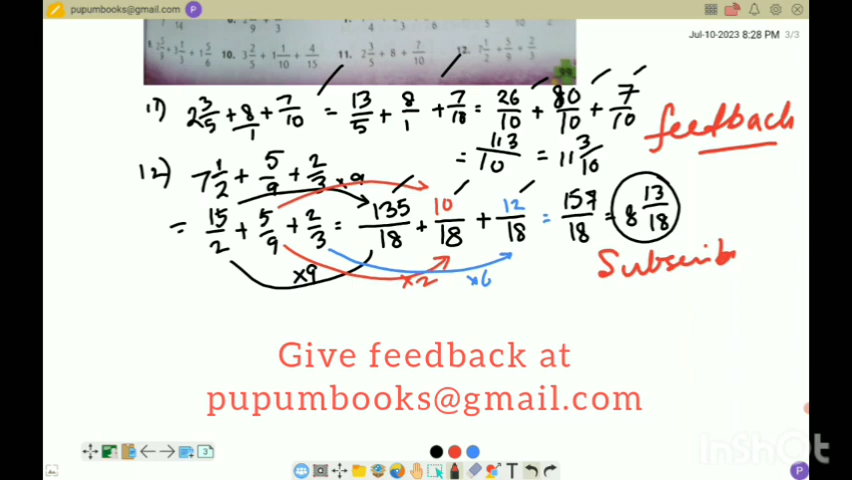 pupumbooks@gmail.com P
Jul-10-2023 8:28 PM 3/3
10. 3 2/5 + 1 1/10 + 4/15 11. 2 3/5 + 8 + 7/10 12. 7 1/2 + 5/9 + 2/3
11) 2 3/5 + 8/1 + 7/10 = 13/5 + 8/1 + 7/10 = 26/10 + 80/10 + 7/10
feedback
= 113/10 = 11 3/10
12) 7 1/2 + 5/9 + 2/3 ×9
= 15/2 + 5/9 + 2/3 = 135/18 + 10/18 + 12/18 = 157/18 = 8 13/18
Subscrib
×9 ×2 ×6
Give feedback at
pupumbooks@gmail.com
InShOt
3
T
P